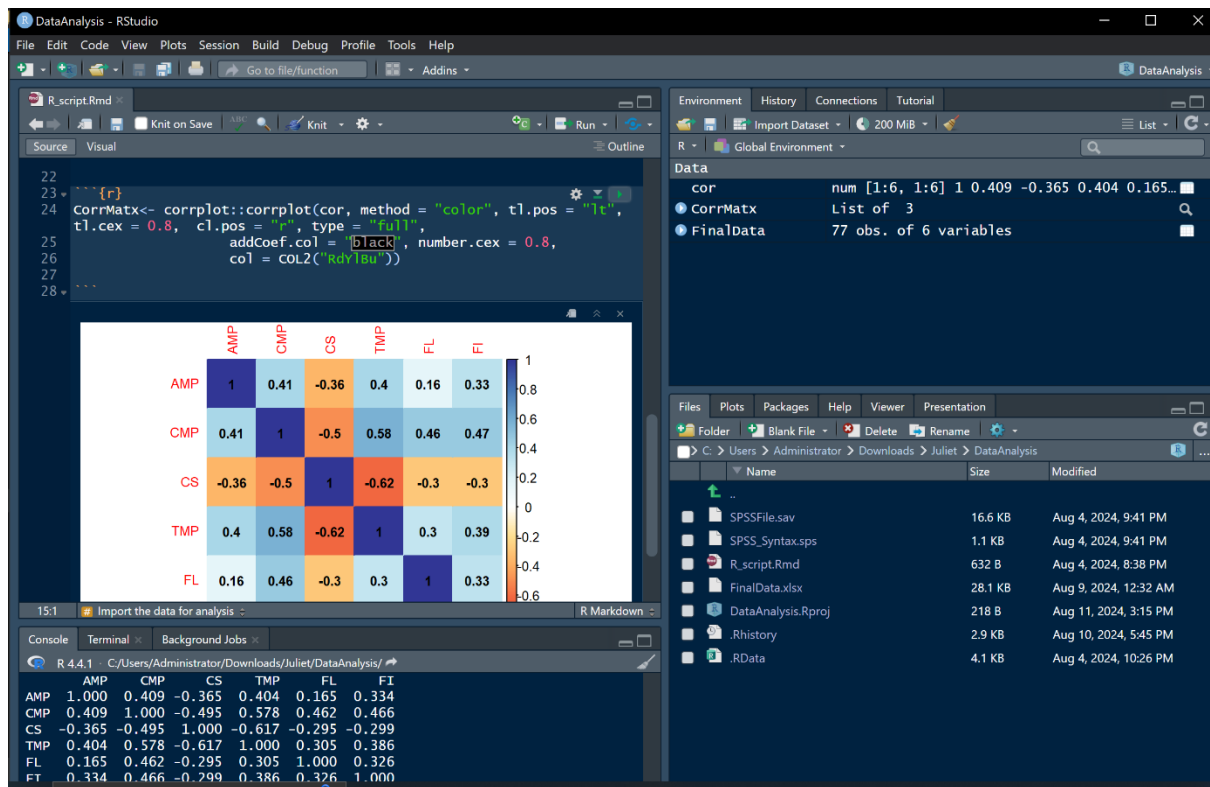 DataAnalysis - RStudio
File Edit Code View Plots Session Build Debug Profile Tools Help
Go to file/function
Addins
DataAnalysis
R_script.Rmd
Knit on Save
ABC
Knit
Run
Source Visual
Outline
22
23 ```{r}
24 CorrMatx<- corrplot::corrplot(cor, method = "color", tl.pos = "lt",
tl.cex = 0.8, cl.pos = "r", type = "full",
25 addCoef.col = "black", number.cex = 0.8,
26 col = COL2("RdYlBu"))
27
28 ```
AMP CMP CS TMP FL FI
AMP 1 0.41 -0.36 0.4 0.16 0.33
CMP 0.41 1 -0.5 0.58 0.46 0.47
CS -0.36 -0.5 1 -0.62 -0.3 -0.3
TMP 0.4 0.58 -0.62 1 0.3 0.39
FL 0.16 0.46 -0.3 0.3 1 0.33
1
0.8
0.6
0.4
0.2
0
-0.2
-0.4
-0.6
15:1 # Import the data for analysis
R Markdown
Console Terminal Background Jobs
R 4.4.1 · C:/Users/Administrator/Downloads/Juliet/DataAnalysis/
AMP CMP CS TMP FL FI
AMP 1.000 0.409 -0.365 0.404 0.165 0.334
CMP 0.409 1.000 -0.495 0.578 0.462 0.466
CS -0.365 -0.495 1.000 -0.617 -0.295 -0.299
TMP 0.404 0.578 -0.617 1.000 0.305 0.386
FL 0.165 0.462 -0.295 0.305 1.000 0.326
FI 0.334 0.466 -0.299 0.386 0.326 1.000
Environment History Connections Tutorial
Import Dataset
200 MiB
List
R
Global Environment
Data
cor num [1:6, 1:6] 1 0.409 -0.365 0.404 0.165…
CorrMatx List of 3
FinalData 77 obs. of 6 variables
Files Plots Packages Help Viewer Presentation
Folder Blank File Delete Rename
C: > Users > Administrator > Downloads > Juliet > DataAnalysis
Name Size Modified
..
SPSSFile.sav 16.6 KB Aug 4, 2024, 9:41 PM
SPSS_Syntax.sps 1.1 KB Aug 4, 2024, 9:41 PM
R_script.Rmd 632 B Aug 4, 2024, 8:38 PM
FinalData.xlsx 28.1 KB Aug 9, 2024, 12:32 AM
DataAnalysis.Rproj 218 B Aug 11, 2024, 3:15 PM
.Rhistory 2.9 KB Aug 10, 2024, 5:45 PM
.RData 4.1 KB Aug 4, 2024, 10:26 PM